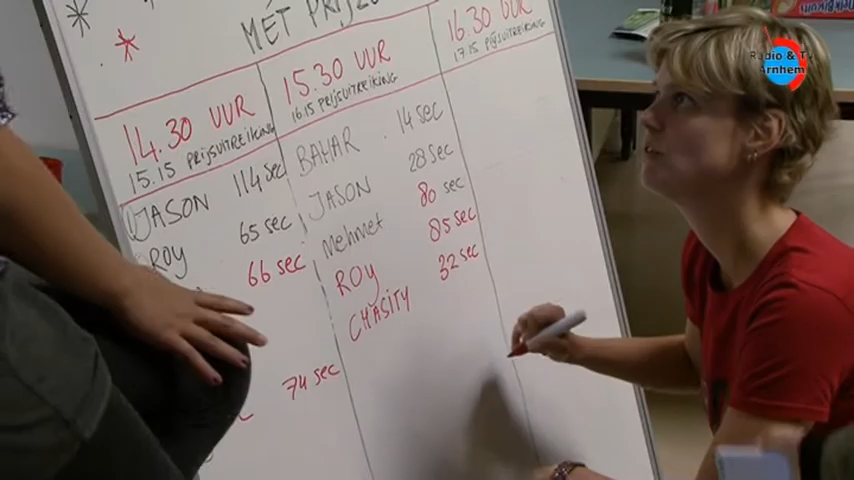 MET PRIJZE
14.30 UUR
15.15 PRIJSUITREIKING
JASON 114 sec
ROY 65 sec
66 sec
74 sec
15.30 UUR
16.15 PRIJSUITREIKING
BAHAR 14 sec
JASON 28 sec
mehmet 80 sec
ROY 85 sec
CHASITY 32 sec
16.30 UUR
17.15 PRIJSUITR
Radio & Tv
Arnhem